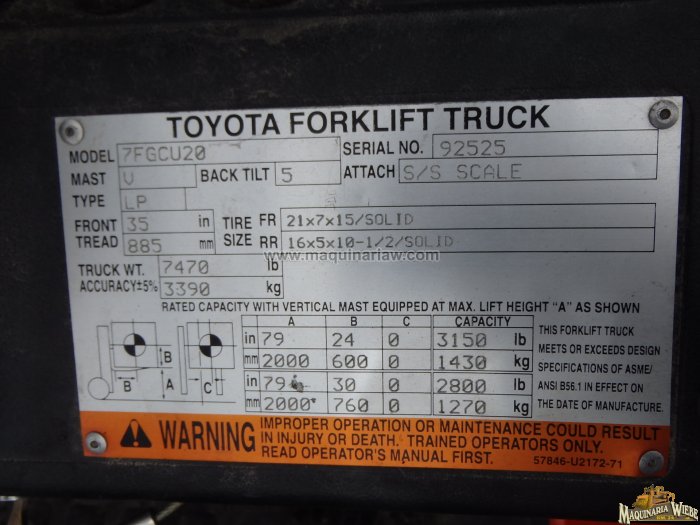 TOYOTA FORKLIFT TRUCK
MODEL 7FGCU20 SERIAL NO. 92525
MAST V BACK TILT 5 ATTACH S/S SCALE
TYPE LP
FRONT TREAD 35 in TIRE SIZE FR 21x7x15/SOLID
885 mm RR 16x5x10-1/2/SOLID
www.maquinariaw.com
TRUCK WT. 7470 lb
ACCURACY±5% 3390 kg
RATED CAPACITY WITH VERTICAL MAST EQUIPPED AT MAX. LIFT HEIGHT "A" AS SHOWN
A B C CAPACITY
in 79 24 0 3150 lb
mm 2000 600 0 1430 kg
in 79 30 0 2800 lb
mm 2000 760 0 1270 kg
B
B A C
THIS FORKLIFT TRUCK
MEETS OR EXCEEDS DESIGN
SPECIFICATIONS OF ASME/
ANSI B56.1 IN EFFECT ON
THE DATE OF MANUFACTURE.
WARNING
IMPROPER OPERATION OR MAINTENANCE COULD RESULT
IN INJURY OR DEATH. TRAINED OPERATORS ONLY.
READ OPERATOR'S MANUAL FIRST. 57846-U2172-71
MAQUINARIA WIEBE